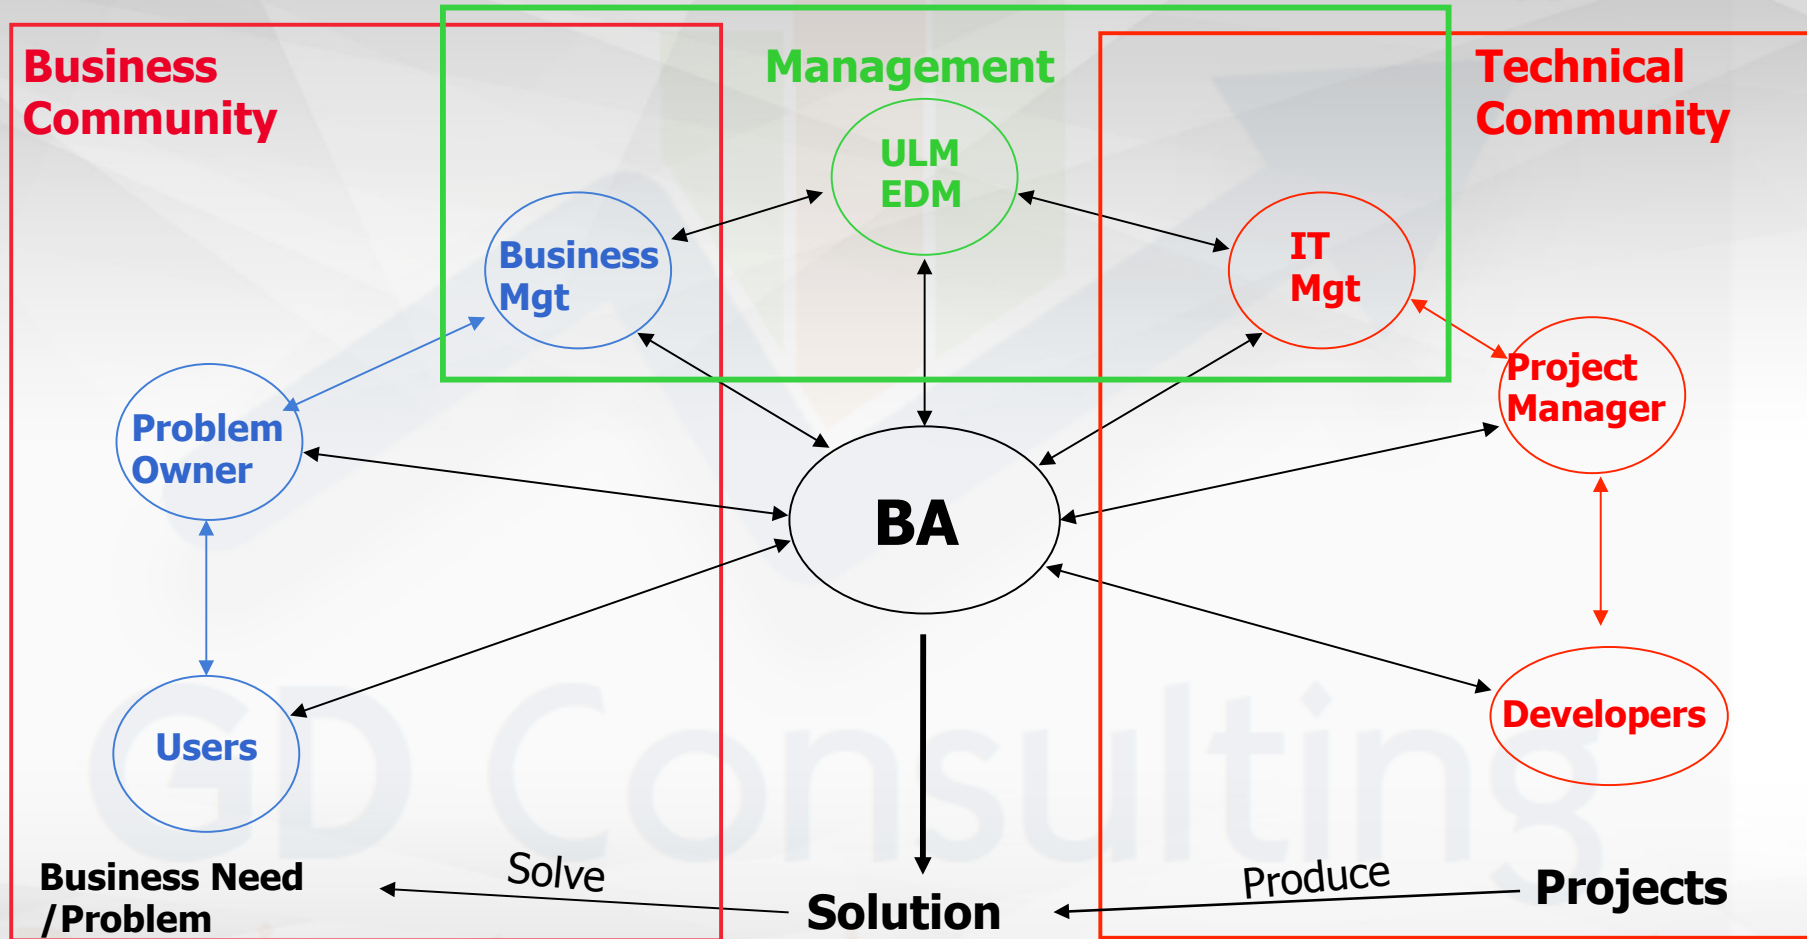 Business
Community
Management
Technical
Community
ULM
EDM
Business
Mgt
IT
Mgt
Problem
Owner
Project
Manager
BA
Users
Developers
GD Consulting
Business Need
/Problem
Solve
Solution
Produce
Projects